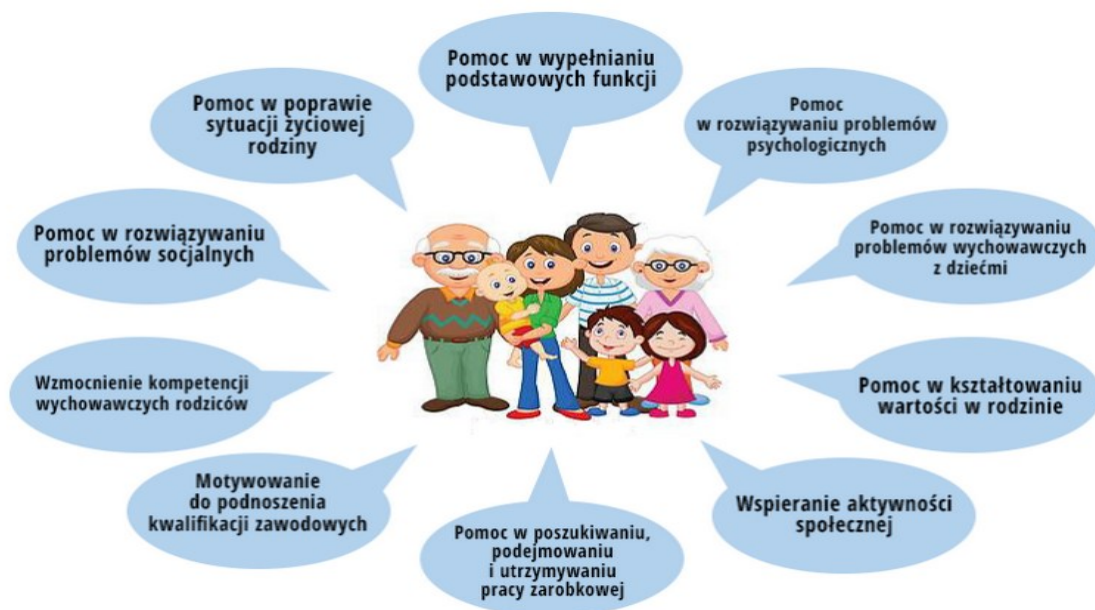 Pomoc w wypełnianiu
podstawowych funkcji
Pomoc w poprawie
sytuacji życiowej
rodziny
Pomoc
w rozwiązywaniu problemów
psychologicznych
Pomoc w rozwiązywaniu
problemów socjalnych
Pomoc w rozwiązywaniu
problemów wychowawczych
z dziećmi
Wzmocnienie kompetencji
wychowawczych rodziców
Pomoc w kształtowaniu
wartości w rodzinie
Motywowanie
do podnoszenia
kwalifikacji zawodowych
Wspieranie aktywności
społecznej
Pomoc w poszukiwaniu,
podejmowaniu
i utrzymywaniu
pracy zarobkowej